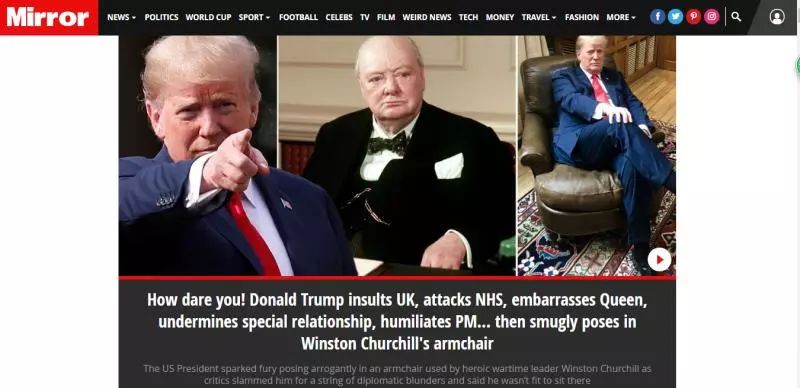 Mirror
NEWS POLITICS WORLD CUP SPORT FOOTBALL CELEBS TV FILM WEIRD NEWS TECH MONEY TRAVEL FASHION MORE
How dare you! Donald Trump insults UK, attacks NHS, embarrasses Queen,
undermines special relationship, humiliates PM... then smugly poses in
Winston Churchill's armchair
The US President sparked fury posing arrogantly in an armchair used by heroic wartime leader Winston Churchill as
critics slammed him for a string of diplomatic blunders and said he wasn't fit to sit there